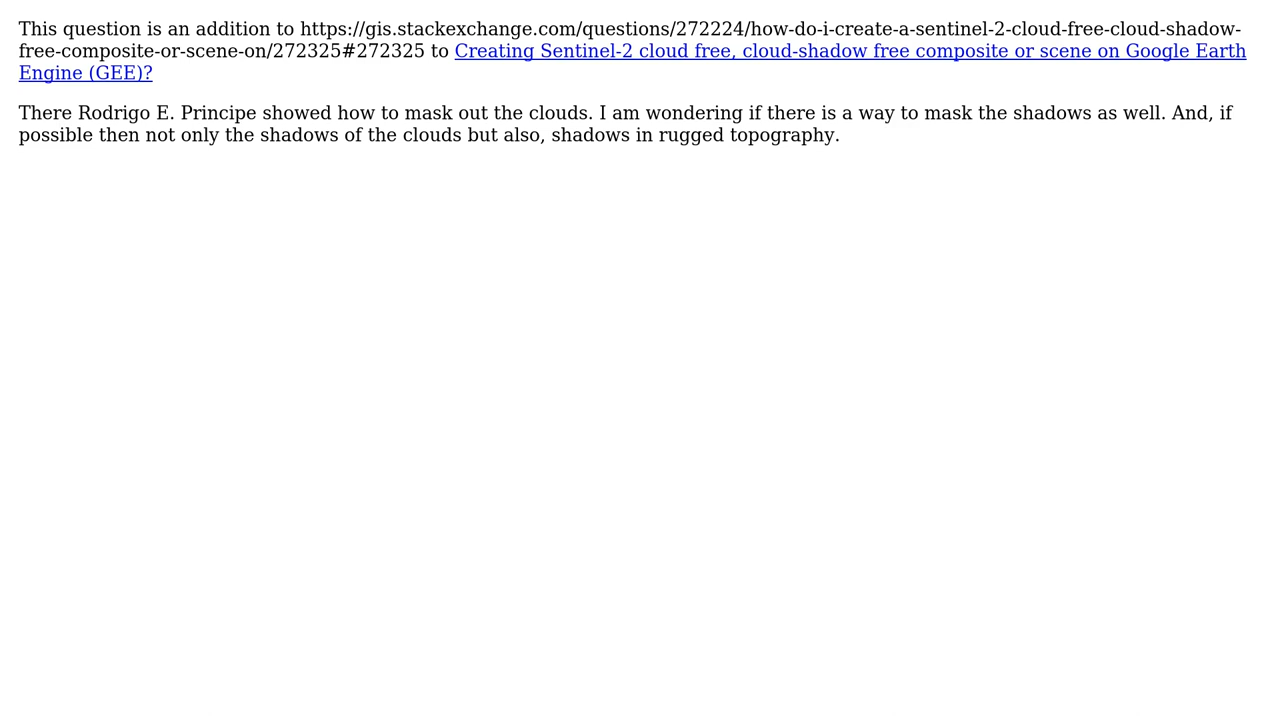 This question is an addition to https://gis.stackexchange.com/questions/272224/how-do-i-create-a-sentinel-2-cloud-free-cloud-shadow-
free-composite-or-scene-on/272325#272325 to Creating Sentinel-2 cloud free, cloud-shadow free composite or scene on Google Earth
Engine (GEE)?
There Rodrigo E. Principe showed how to mask out the clouds. I am wondering if there is a way to mask the shadows as well. And, if
possible then not only the shadows of the clouds but also, shadows in rugged topography.